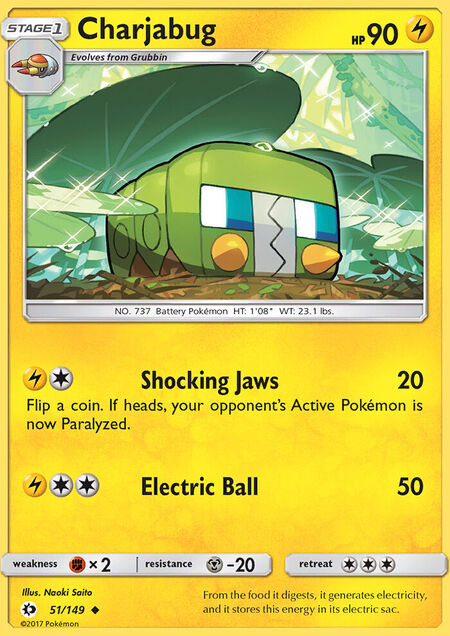 STAGE 1 Charjabug HP 90
Evolves from Grubbin
NO. 737 Battery Pokémon HT: 1'08" WT: 23.1 lbs.
Shocking Jaws 20
Flip a coin. If heads, your opponent's Active Pokémon is
now Paralyzed.
Electric Ball 50
weakness × 2 resistance -20 retreat
Illus. Naoki Saito
51/149
©2017 Pokémon
From the food it digests, it generates electricity,
and it stores this energy in its electric sac.